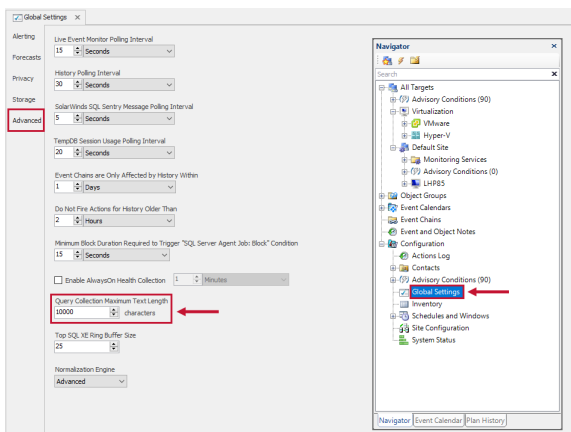 Global Settings ×
Alerting
Forecasts
Privacy
Storage
Advanced
Live Event Monitor Polling Interval
15 Seconds
History Polling Interval
30 Seconds
SolarWinds SQL Sentry Message Polling Interval
5 Seconds
TempDB Session Usage Polling Interval
20 Seconds
Event Chains are Only Affected by History Within
1 Days
Do Not Fire Actions for History Older Than
2 Hours
Minimum Block Duration Required to Trigger "SQL Server Agent Job: Block" Condition
15 Seconds
Enable AlwaysOn Health Collection 1 Minutes
Query Collection Maximum Text Length
10000 characters
Top SQL XE Ring Buffer Size
25
Normalization Engine
Advanced
Navigator ×
Search ×
All Targets
Advisory Conditions (90)
Virtualization
VMware
Hyper-V
Default Site
Monitoring Services
Advisory Conditions (0)
LHP85
Object Groups
Event Calendars
Event Chains
Event and Object Notes
Configuration
Actions Log
Contacts
Advisory Conditions (90)
Global Settings
Inventory
Schedules and Windows
Site Configuration
System Status
Navigator Event Calendar Plan History